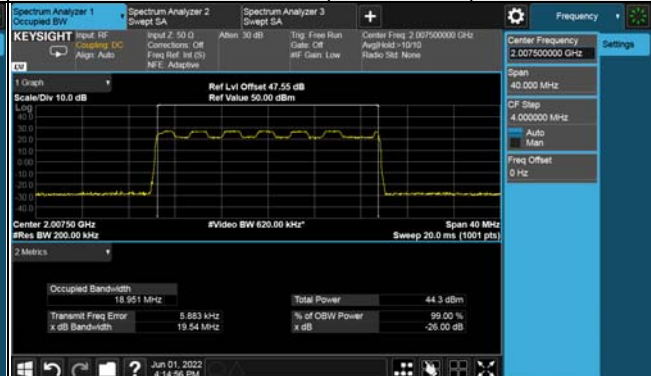 Spectrum Analyzer 1
Occupied BW
Spectrum Analyzer 2
Swept SA
Spectrum Analyzer 3
Swept SA
+
Frequency
KEYSIGHT
Input: RF
Coupling: DC
Align: Auto
Input Z: 50 Ω
Corrections: Off
Freq Ref: Int (S)
NFE: Adaptive
Atten: 30 dB
Trig: Free Run
Gate: Off
#IF Gain: Low
Center Freq: 2.007500000 GHz
Avg|Hold:>10/10
Radio Std: None
LXI
Center Frequency
2.007500000 GHz
Settings
Span
40.000 MHz
CF Step
4.000000 MHz
Auto
Man
Freq Offset
0 Hz
1 Graph
Scale/Div 10.0 dB
Ref Lvl Offset 47.55 dB
Ref Value 50.00 dBm
Log
40.0
30.0
20.0
10.0
0.00
-10.0
-20.0
-30.0
-40.0
Center 2.00750 GHz
#Res BW 200.00 kHz
#Video BW 620.00 kHz*
Span 40 MHz
Sweep 20.0 ms (1001 pts)
2 Metrics
Occupied Bandwidth
18.951 MHz
Total Power 44.3 dBm
Transmit Freq Error 5.883 kHz
% of OBW Power 99.00 %
x dB Bandwidth 19.54 MHz
x dB -26.00 dB
?
Jun 01, 2022
4:14:56 PM